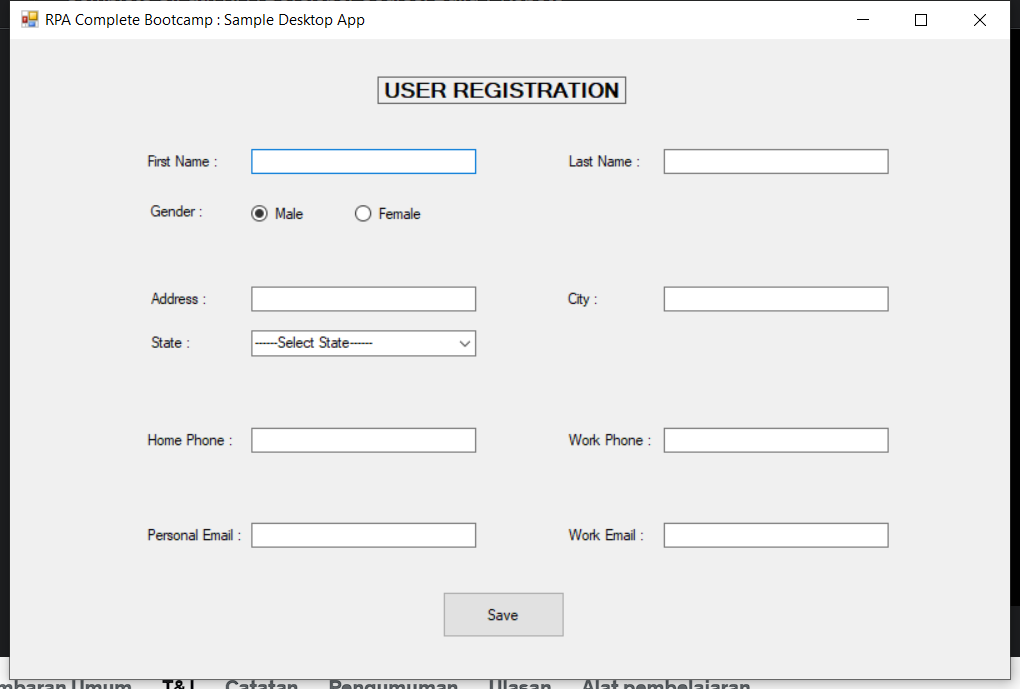 RPA Complete Bootcamp : Sample Desktop App
USER REGISTRATION
First Name :
Last Name :
Gender :
Male
Female
Address :
City :
State :
------Select State------
Home Phone :
Work Phone :
Personal Email :
Work Email :
Save
mbaran Umum T&J Catatan Pengumuman Ulasan Alat pembelajaran